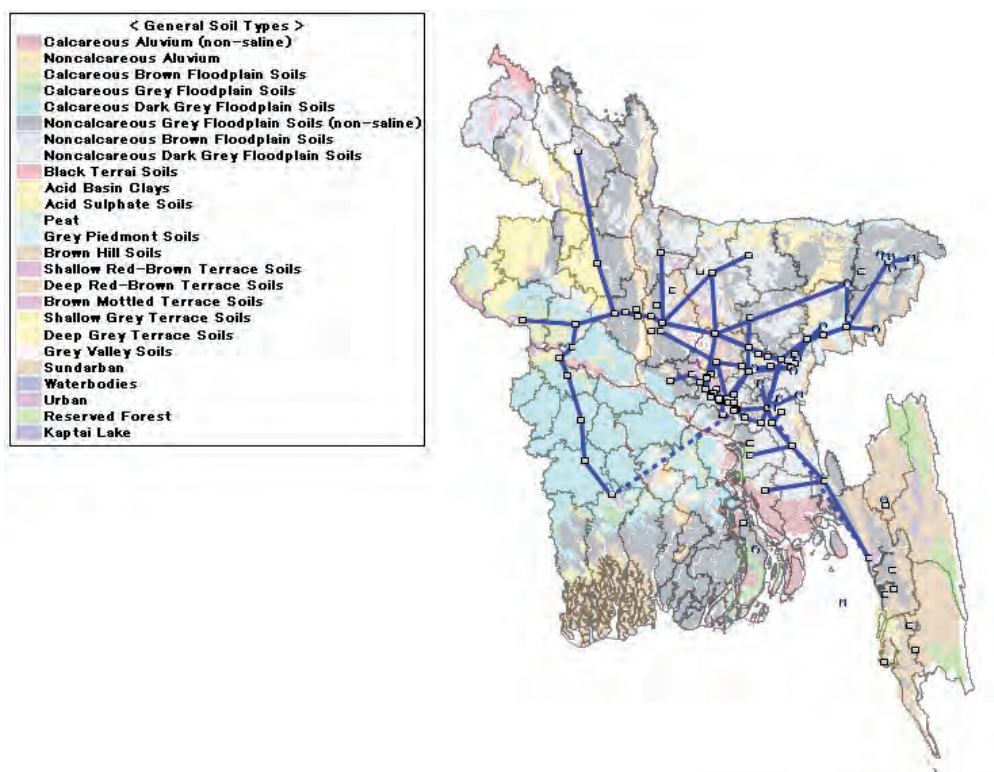 < General Soil Types >
Calcareous Aluvium (non-saline)
Noncalcareous Aluvium
Calcareous Brown Floodplain Soils
Calcareous Grey Floodplain Soils
Calcareous Dark Grey Floodplain Soils
Noncalcareous Grey Floodplain Soils (non-saline)
Noncalcareous Brown Floodplain Soils
Noncalcareous Dark Grey Floodplain Soils
Black Terrai Soils
Acid Basin Clays
Acid Sulphate Soils
Peat
Grey Piedmont Soils
Brown Hill Soils
Shallow Red-Brown Terrace Soils
Deep Red-Brown Terrace Soils
Brown Mottled Terrace Soils
Shallow Grey Terrace Soils
Deep Grey Terrace Soils
Grey Valley Soils
Sundarban
Waterbodies
Urban
Reserved Forest
Kaptai Lake